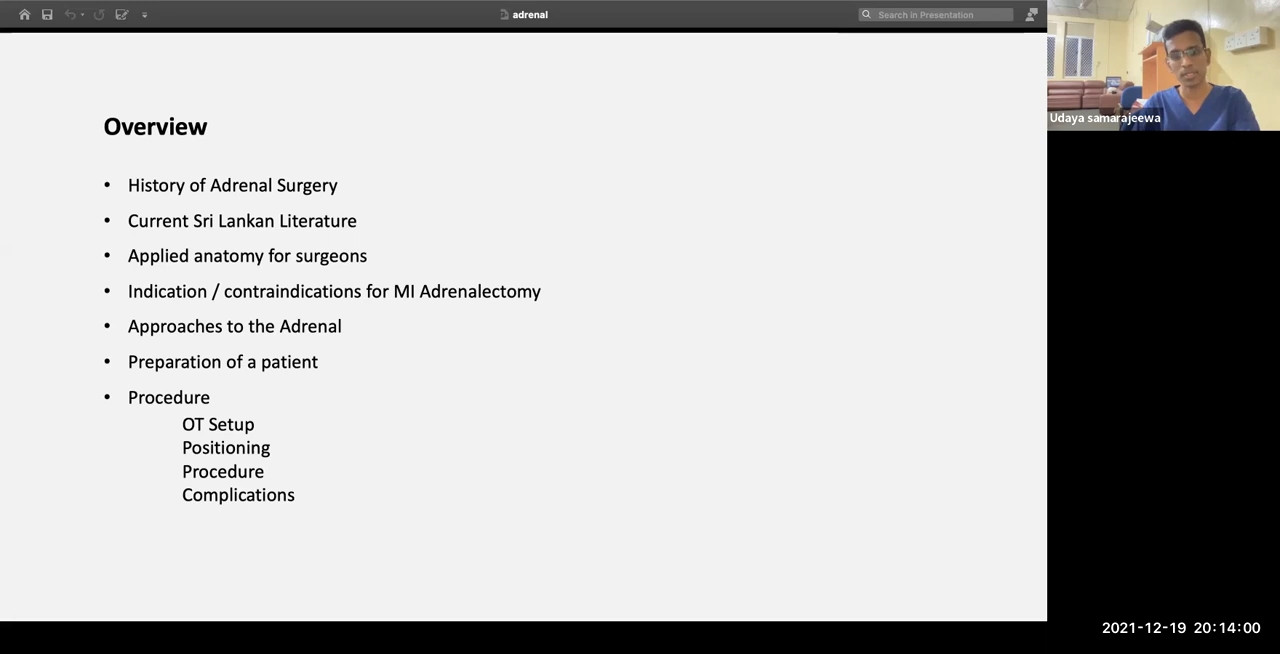 adrenal
Search in Presentation
Udaya samarajeewa
Overview
• History of Adrenal Surgery
• Current Sri Lankan Literature
• Applied anatomy for surgeons
• Indication / contraindications for MI Adrenalectomy
• Approaches to the Adrenal
• Preparation of a patient
• Procedure
OT Setup
Positioning
Procedure
Complications
2021-12-19 20:14:00